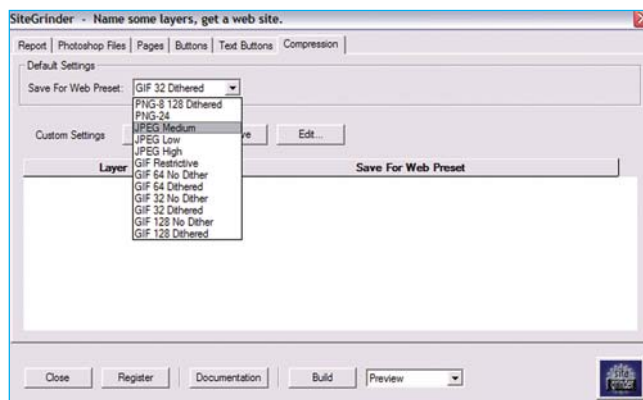 SiteGrinder - Name some layers, get a web site.
Report Photoshop Files Pages Buttons Text Buttons Compression
Default Settings
Save For Web Preset: GIF 32 Dithered
PNG-8 128 Dithered
PNG-24
JPEG Medium
JPEG Low
JPEG High
GIF Restrictive
GIF 64 No Dither
GIF 64 Dithered
GIF 32 No Dither
GIF 32 Dithered
GIF 128 No Dither
GIF 128 Dithered
Custom Settings Edit...
Layer Save For Web Preset
Close Register Documentation Build Preview
site grinder